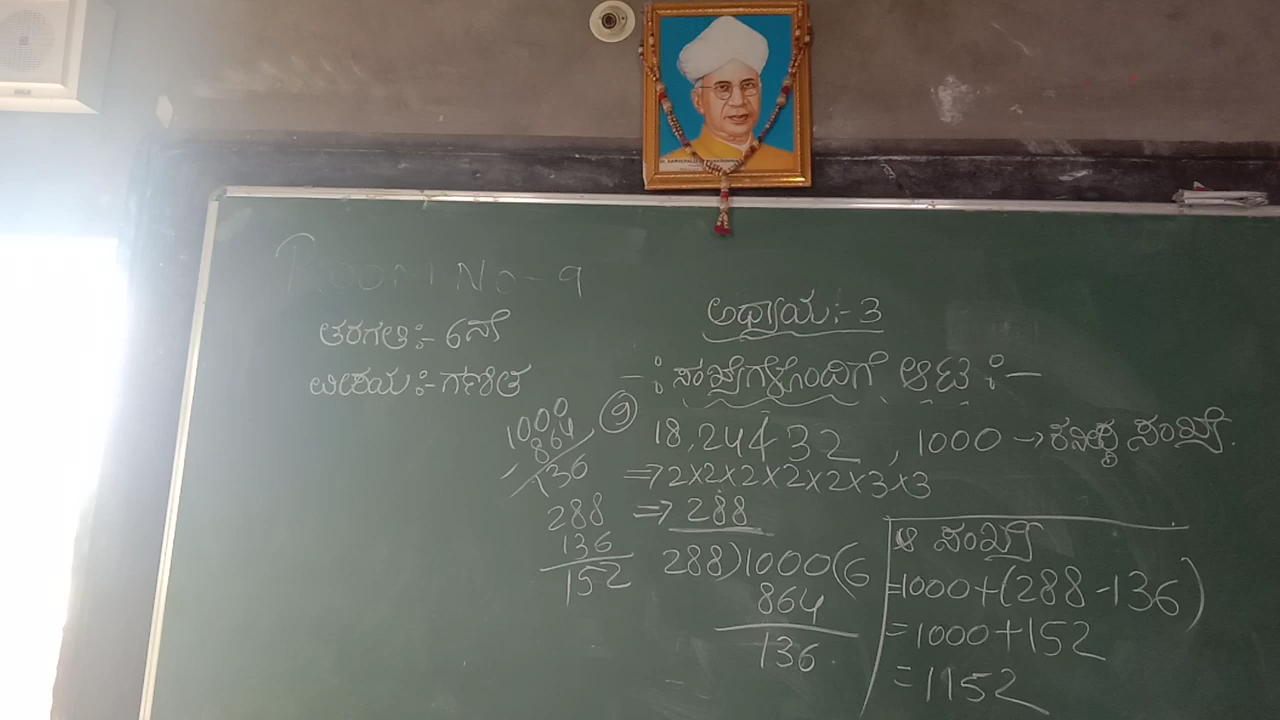 ROOM NO-9
ತರಗತಿ :- 6ನೇ
ವಿಷಯ :- ಗಣಿತ
ಅಧ್ಯಾಯ :- 3
-: ಸಂಖ್ಯೆಗಳೊಂದಿಗೆ ಆಟ :-
9 18, 24, 32 , 1000 → ಕನಿಷ್ಠ ಸಂಖ್ಯೆ.
⇒ 2×2×2×2×2×3×3
⇒ 288
1000
864
136
288
136
152
288)1000(6
864
136
ಆ ಸಂಖ್ಯೆ
=1000+(288-136)
=1000+152
=1152